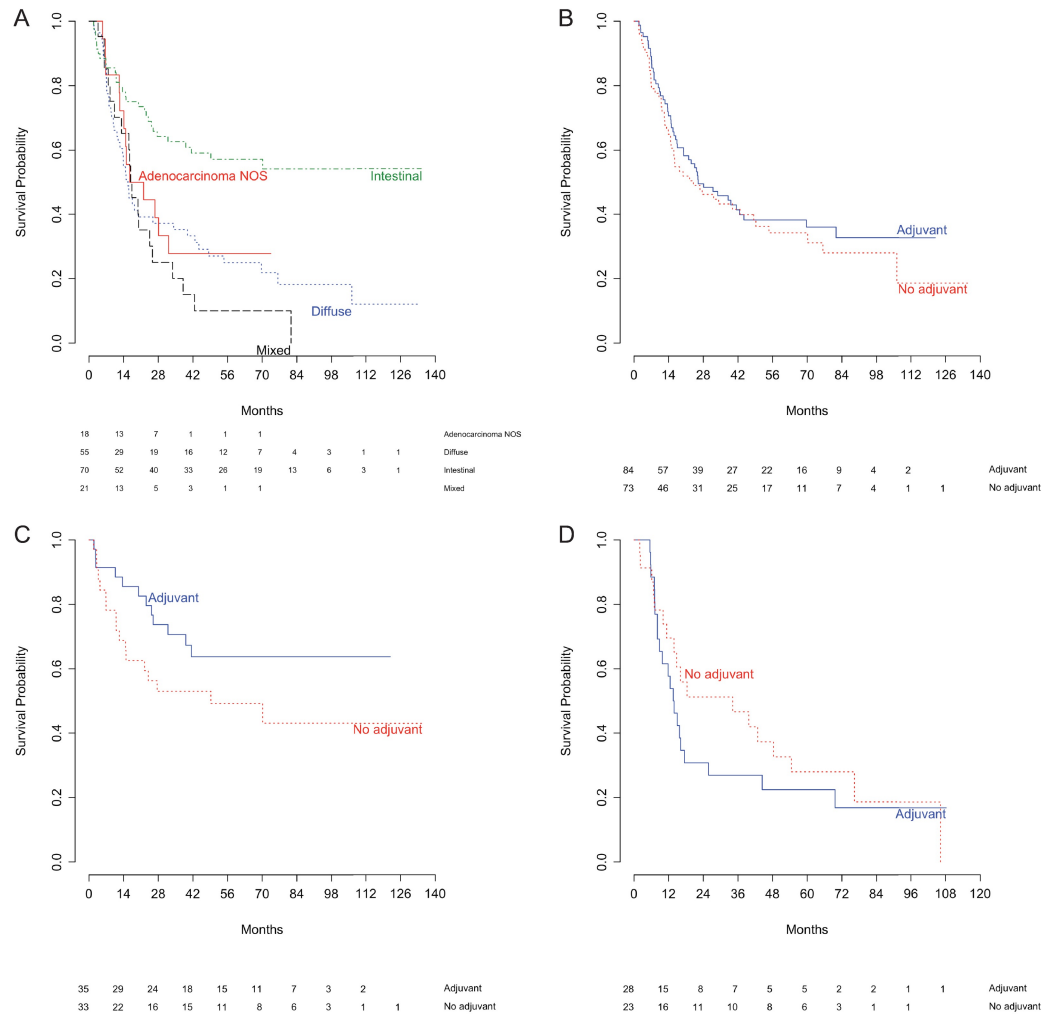 A
Survival Probability
1.0
0.8
0.6
0.4
0.2
0.0
Adenocarcinoma NOS
Intestinal
Diffuse
Mixed
0 14 28 42 56 70 84 98 112 126 140
Months
18 13 7 1 1 1 Adenocarcinoma NOS
55 29 19 16 12 7 4 3 1 1 Diffuse
70 52 40 33 26 19 13 6 3 1 Intestinal
21 13 5 3 1 1 Mixed
B
Survival Probability
1.0
0.8
0.6
0.4
0.2
0.0
Adjuvant
No adjuvant
0 14 28 42 56 70 84 98 112 126 140
Months
84 57 39 27 22 16 9 4 2 Adjuvant
73 46 31 25 17 11 7 4 1 1 No adjuvant
C
Survival Probability
1.0
0.8
0.6
0.4
0.2
0.0
Adjuvant
No adjuvant
0 14 28 42 56 70 84 98 112 126 140
Months
35 29 24 18 15 11 7 3 2 Adjuvant
33 22 16 15 11 8 6 3 1 1 No adjuvant
D
Survival Probability
1.0
0.8
0.6
0.4
0.2
0.0
No adjuvant
Adjuvant
0 12 24 36 48 60 72 84 96 108 120
Months
28 15 8 7 5 5 2 2 1 1 Adjuvant
23 16 11 10 8 6 3 1 1 No adjuvant